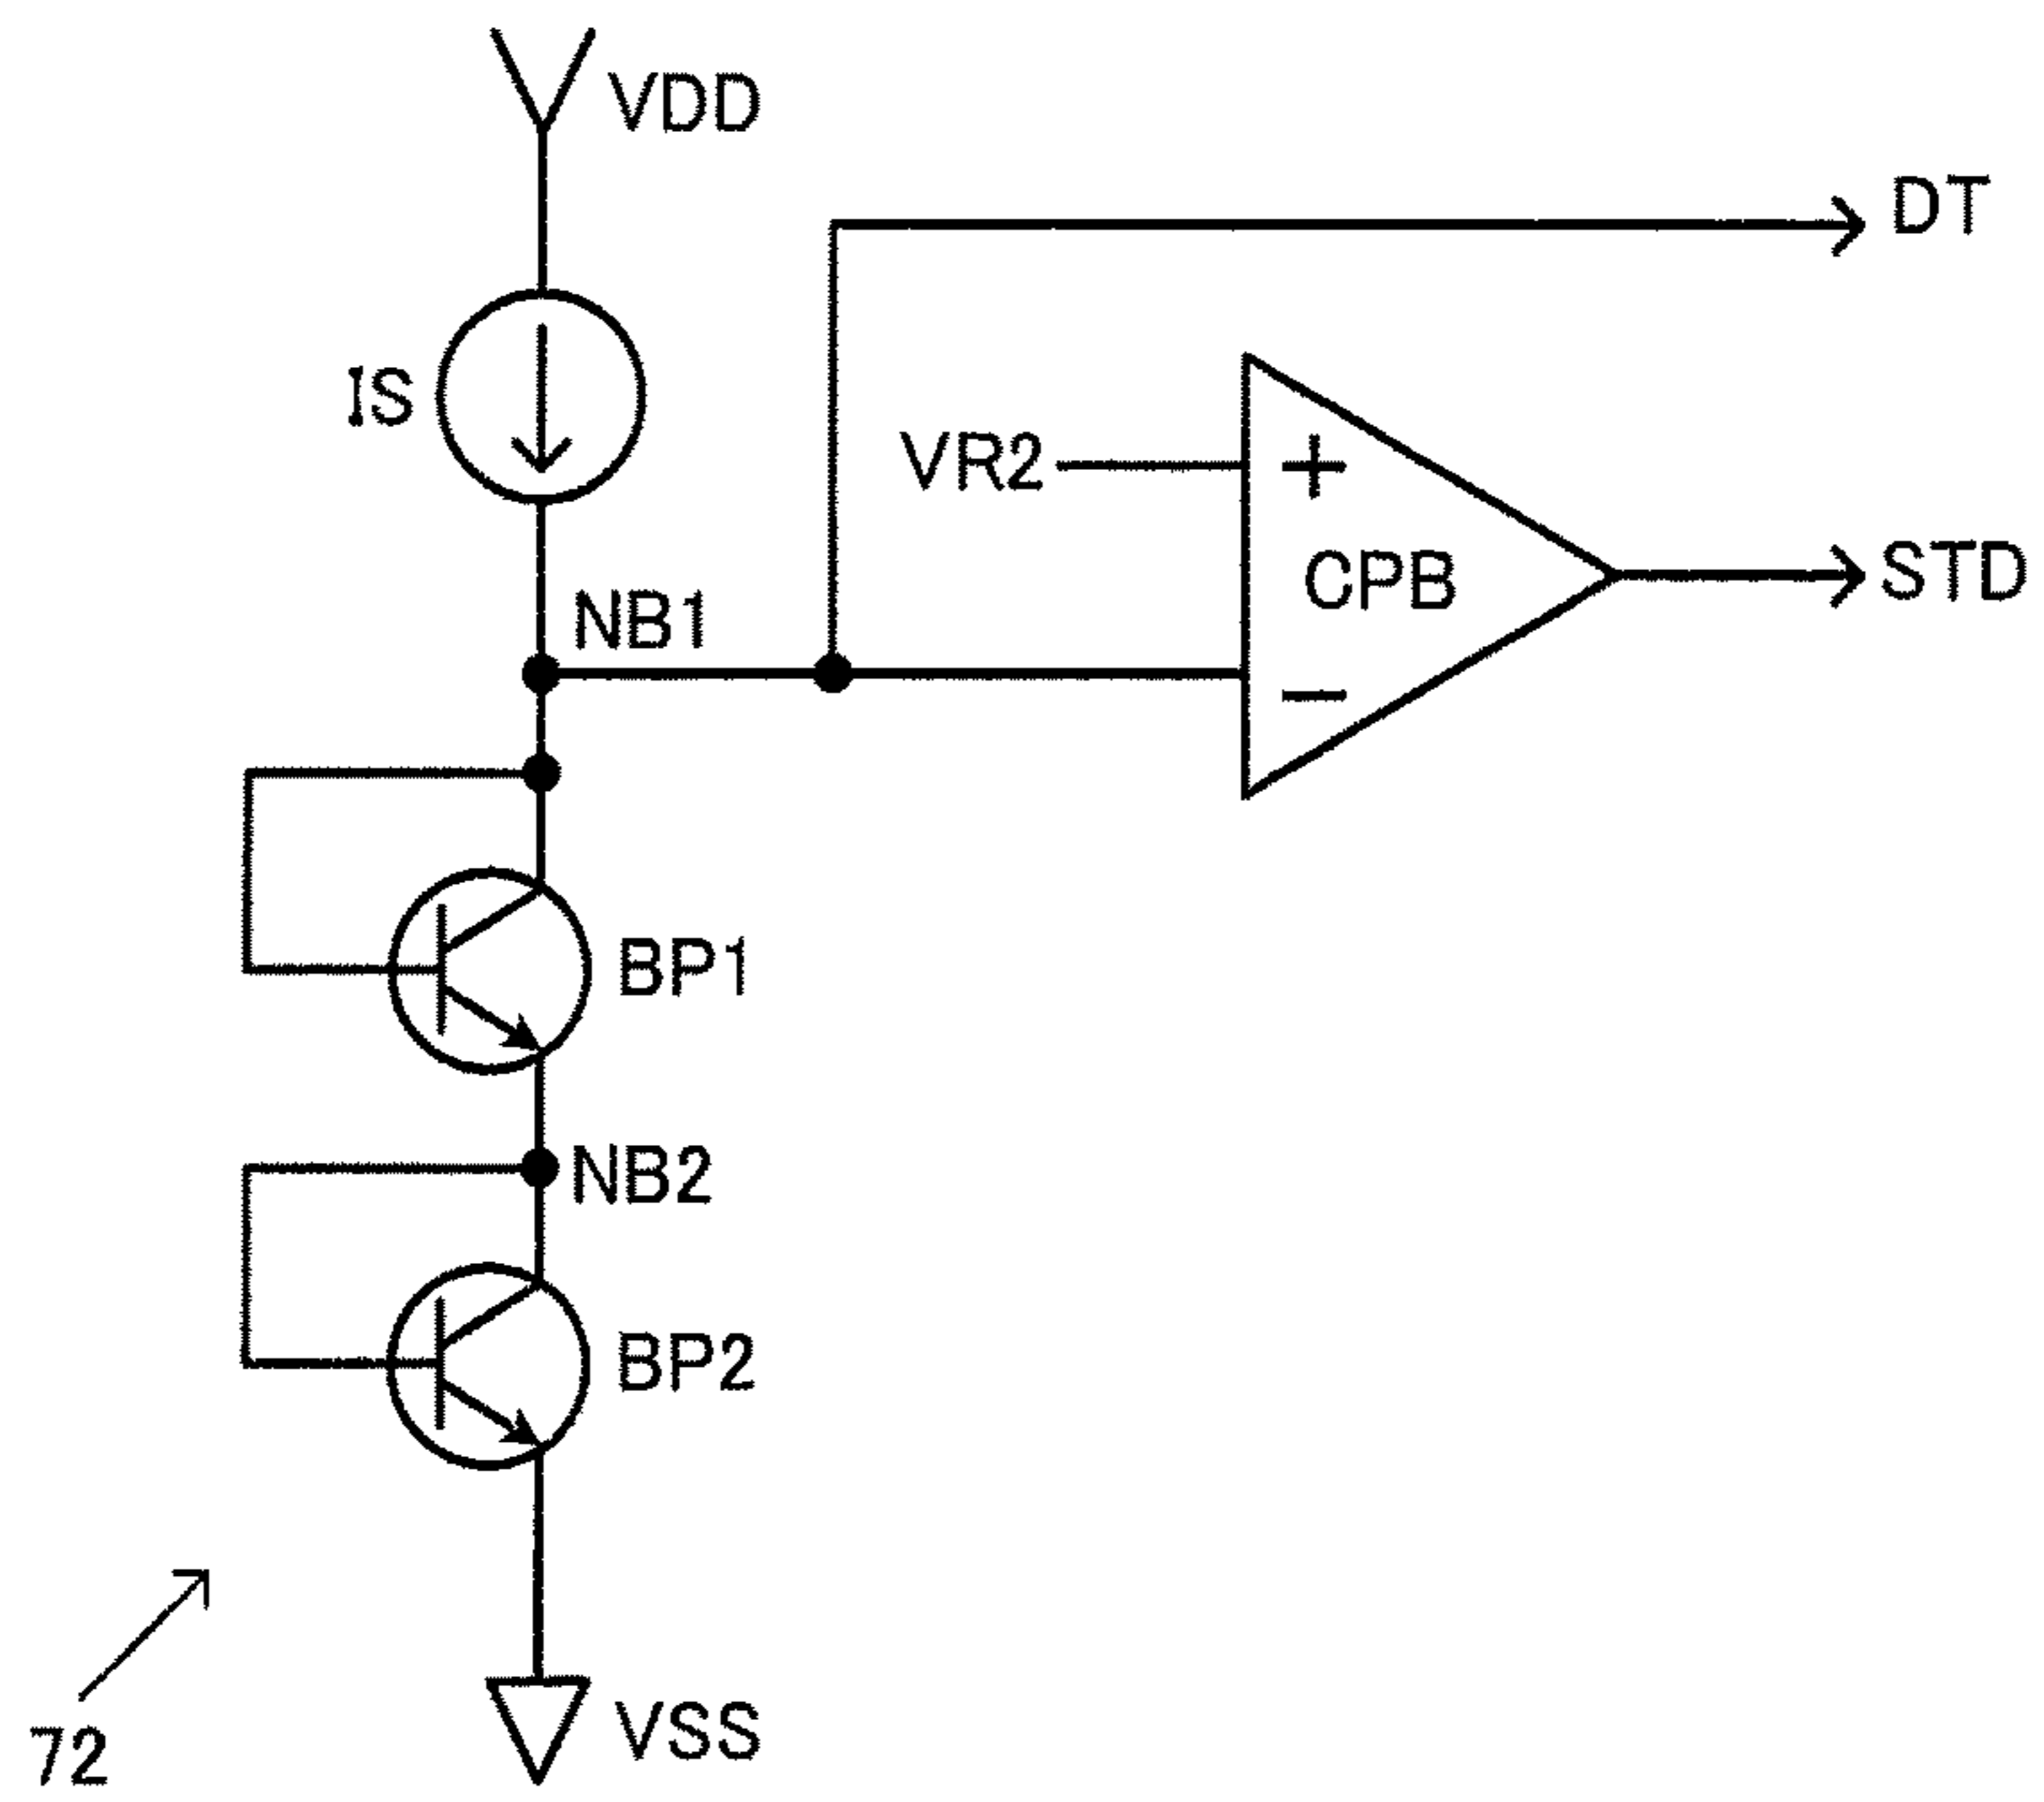 VDD
DT
IS
VR2
+
CPB
STD
NB1
−
BP1
NB2
BP2
VSS
72